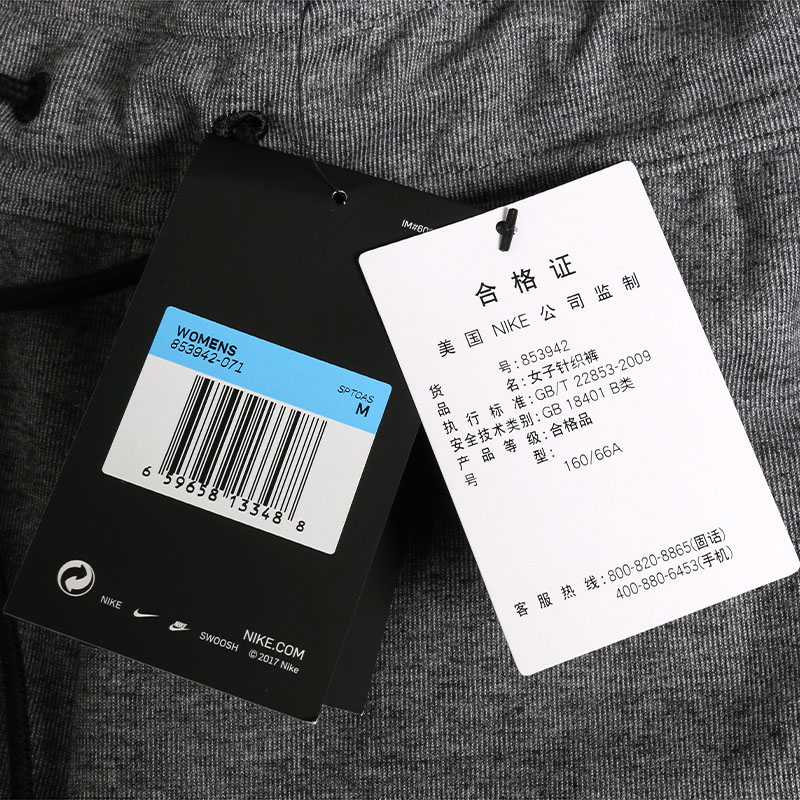 IM#60
WOMENS
853942-071
SPTCAS
M
6 59658 13348 8
NIKE
NIKE
SWOOSH
NIKE.COM
© 2017 Nike
合格证
美国 NIKE 公司监制
货号:853942
品名:女子针织裤
执行标准:GB/T 22853-2009
安全技术类别:GB 18401 B类
产品等级:合格品
号型: 160/66A
客服热线:800-820-8865(固话)
400-880-6453(手机)